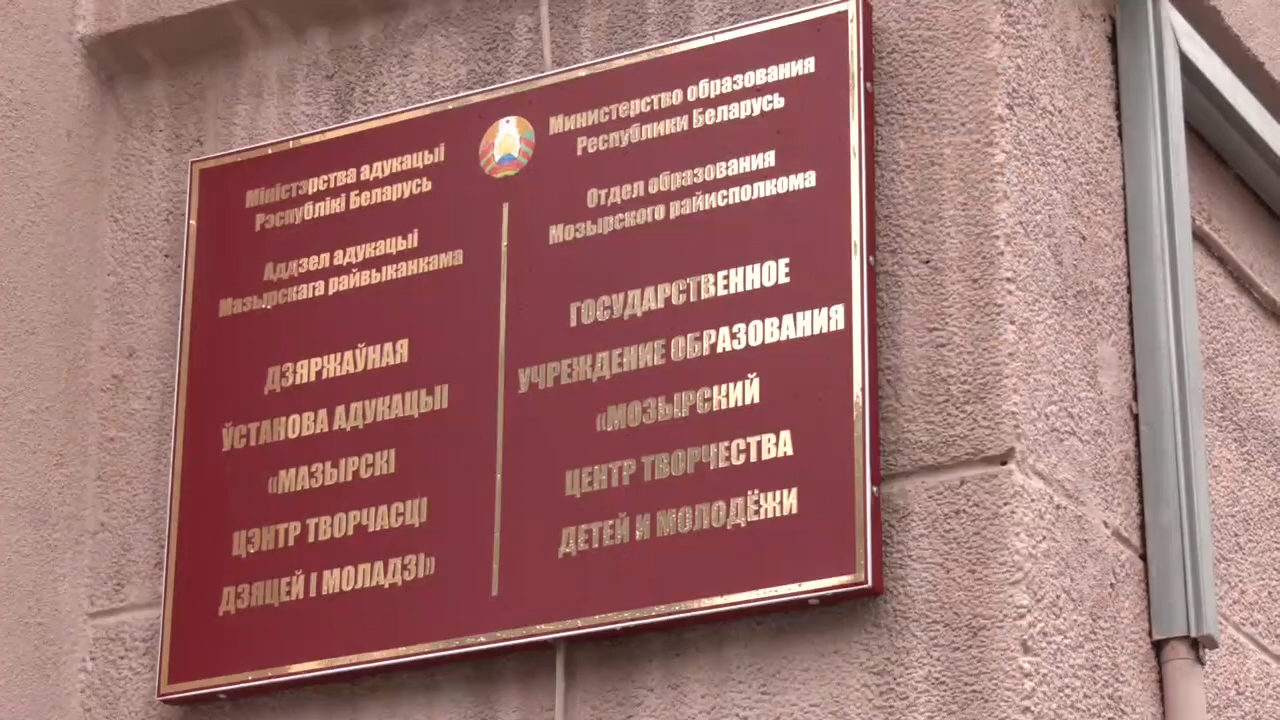 Міністэрства адукацыі
Рэспублікі Беларусь
Аддзел адукацыі
Мазырскага райвыканкама
ДЗЯРЖАЎНАЯ
ЎСТАНОВА АДУКАЦЫІ
«МАЗЫРСКІ
ЦЭНТР ТВОРЧАСЦІ
ДЗЯЦЕЙ І МОЛАДЗІ»
Министерство образования
Республики Беларусь
Отдел образования
Мозырского райисполкома
ГОСУДАРСТВЕННОЕ
УЧРЕЖДЕНИЕ ОБРАЗОВАНИЯ
«МОЗЫРСКИЙ
ЦЕНТР ТВОРЧЕСТВА
ДЕТЕЙ И МОЛОДЁЖИ